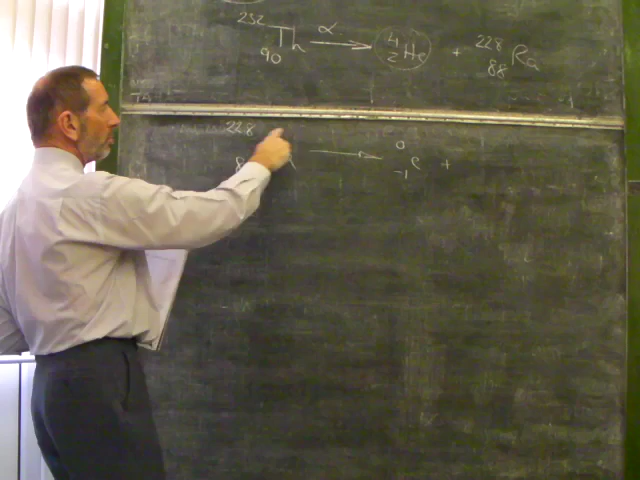 232 90 Th α → 4 2 He + 228 88 Ra
228 8 → 0 -1 e +